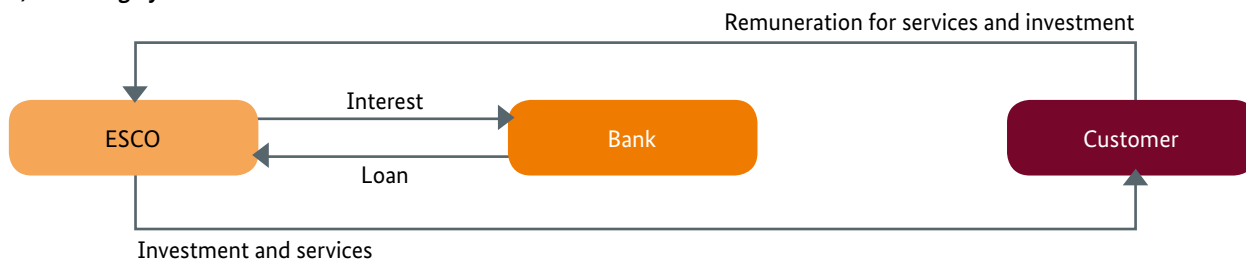 Remuneration for services and investment
Interest
ESCO
Bank
Customer
Loan
Investment and services